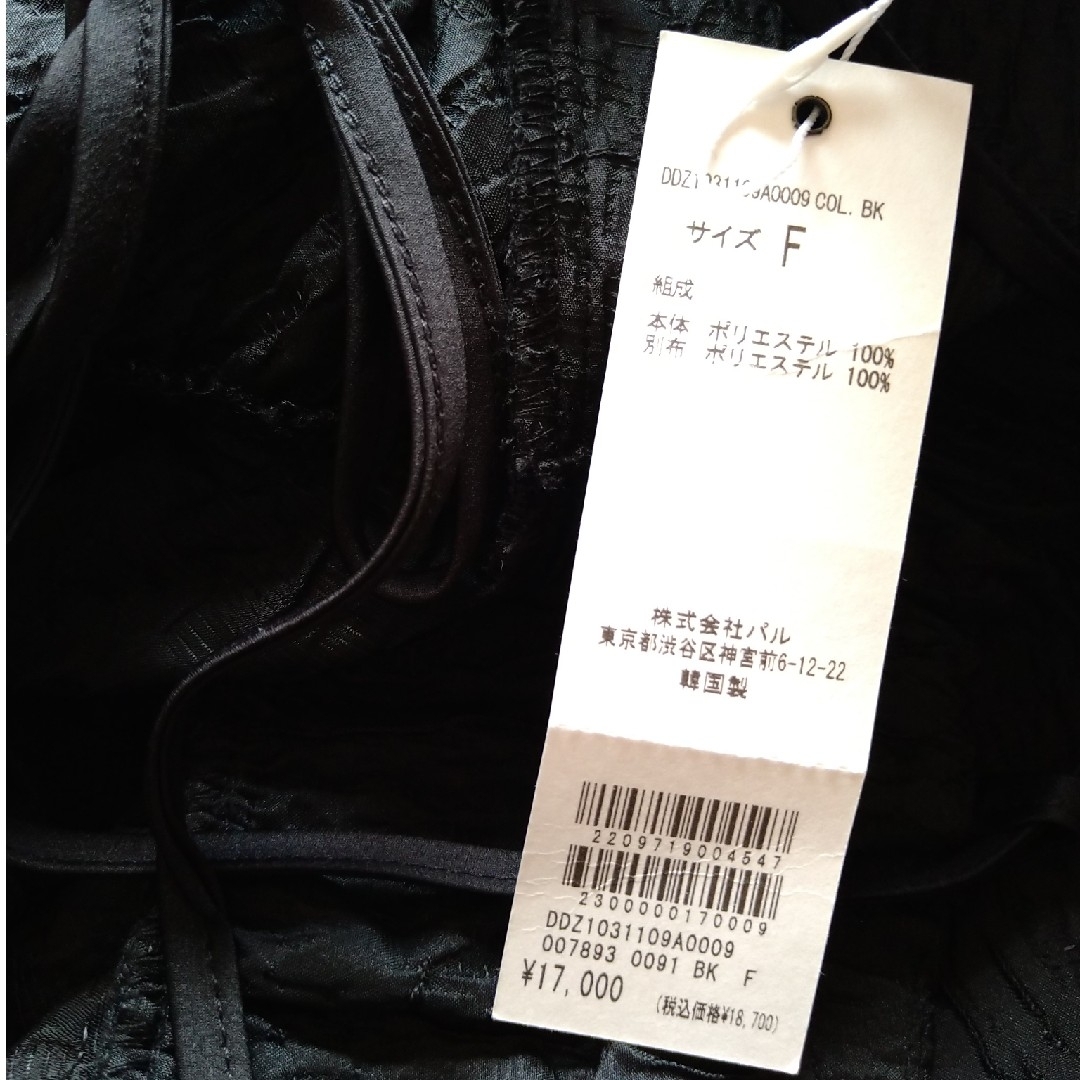 DDZ1031109A0009 COL. BK
サイズ F
組成
本体 ポリエステル 100%
別布 ポリエステル 100%
株式会社パル
東京都渋谷区神宮前6-12-22
韓国製
2209719004547
2300000170009
DDZ1031109A0009
007893 0091 BK F
¥17,000
(税込価格¥18,700)